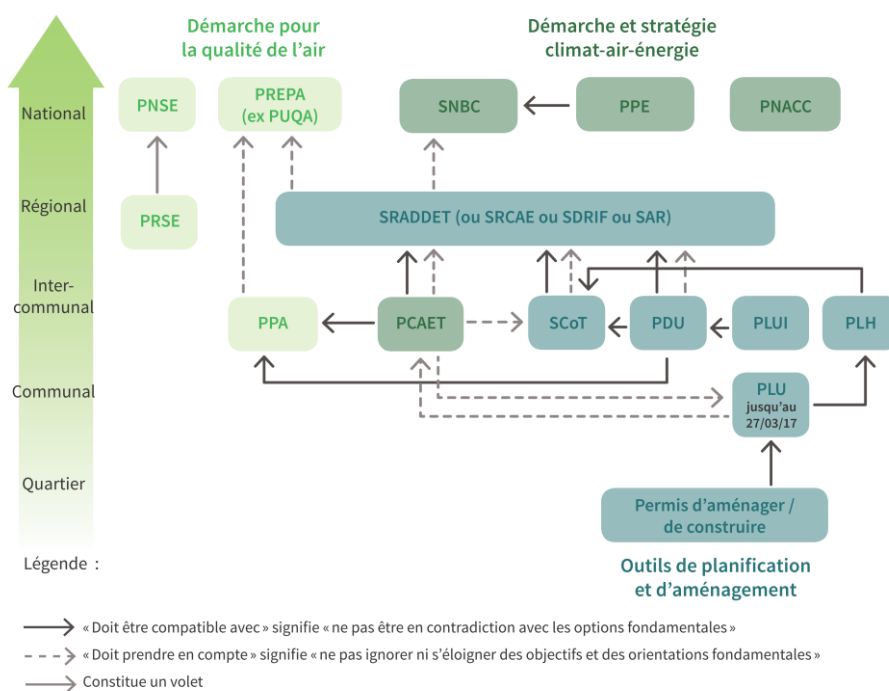 Démarche pour
la qualité de l’air
Démarche et stratégie
climat-air-énergie
National
PNSE
PREPA
(ex PUQA)
SNBC
PPE
PNACC
Régional
PRSE
SRADDET (ou SRCAE ou SDRIF ou SAR)
Inter-
communal
PPA
PCAET
SCoT
PDU
PLUI
PLH
Communal
PLU
jusqu’au
27/03/17
Quartier
Permis d’aménager /
de construire
Légende :
Outils de planification
et d’aménagement
« Doit être compatible avec » signifie « ne pas être en contradiction avec les options fondamentales »
« Doit prendre en compte » signifie « ne pas ignorer ni s’éloigner des objectifs et des orientations fondamentales »
Constitue un volet